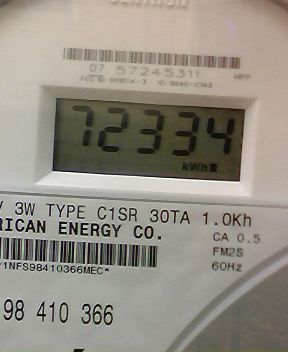 07 57245311
72334
kWh
V 3W TYPE C1SR 30TA 1.0Kh
RICAN ENERGY CO.
CA 0.5
FM2S
60Hz
1NFS98410366MEC*
98 410 366